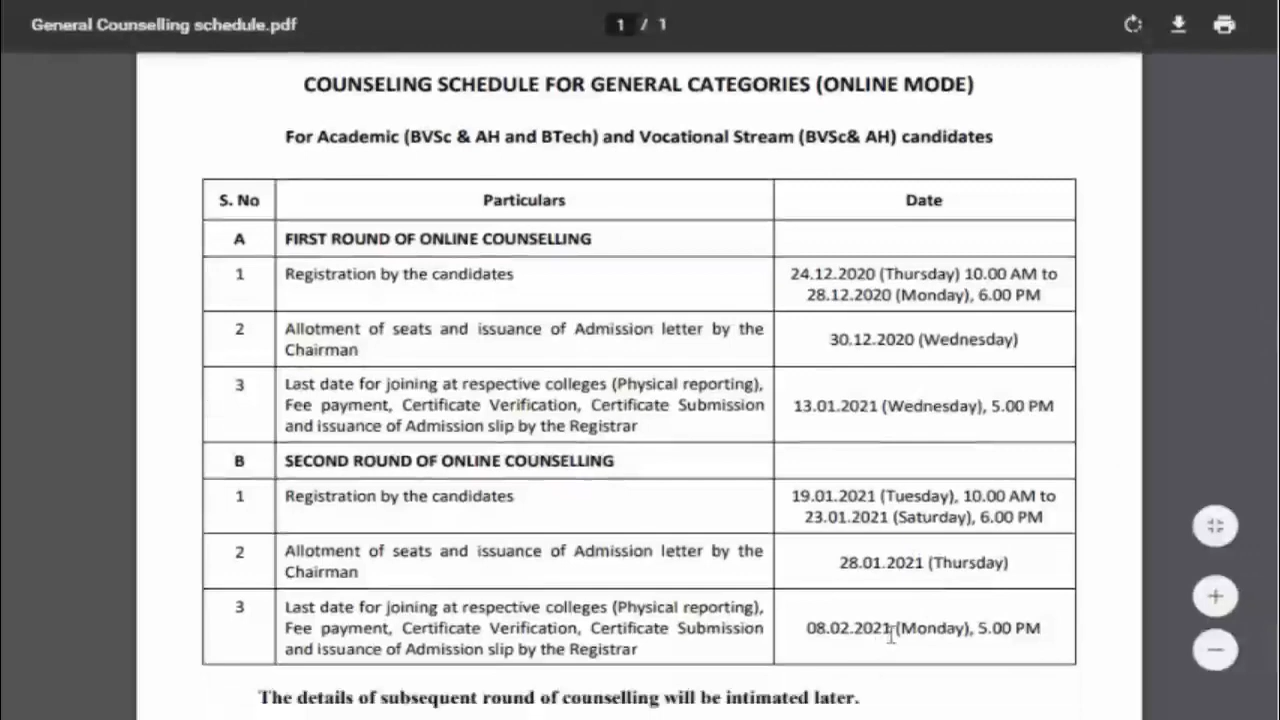 General Counselling schedule.pdf
1 / 1
COUNSELING SCHEDULE FOR GENERAL CATEGORIES (ONLINE MODE)
For Academic (BVSc & AH and BTech) and Vocational Stream (BVSc& AH) candidates
S. No Particulars Date
A FIRST ROUND OF ONLINE COUNSELLING
1 Registration by the candidates 24.12.2020 (Thursday) 10.00 AM to
28.12.2020 (Monday), 6.00 PM
2 Allotment of seats and issuance of Admission letter by the
Chairman
30.12.2020 (Wednesday)
3 Last date for joining at respective colleges (Physical reporting),
Fee payment, Certificate Verification, Certificate Submission
and issuance of Admission slip by the Registrar
13.01.2021 (Wednesday), 5.00 PM
B SECOND ROUND OF ONLINE COUNSELLING
1 Registration by the candidates 19.01.2021 (Tuesday), 10.00 AM to
23.01.2021 (Saturday), 6.00 PM
2 Allotment of seats and issuance of Admission letter by the
Chairman
28.01.2021 (Thursday)
3 Last date for joining at respective colleges (Physical reporting),
Fee payment, Certificate Verification, Certificate Submission
and issuance of Admission slip by the Registrar
08.02.2021 (Monday), 5.00 PM
The details of subsequent round of counselling will be intimated later.